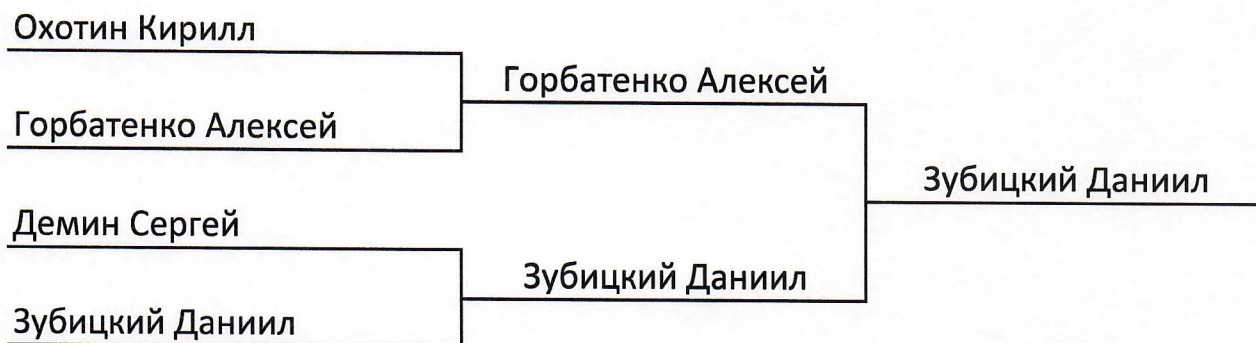 Охотин Кирилл
Горбатенко Алексей
Горбатенко Алексей
Зубицкий Даниил
Демин Сергей
Зубицкий Даниил
Зубицкий Даниил